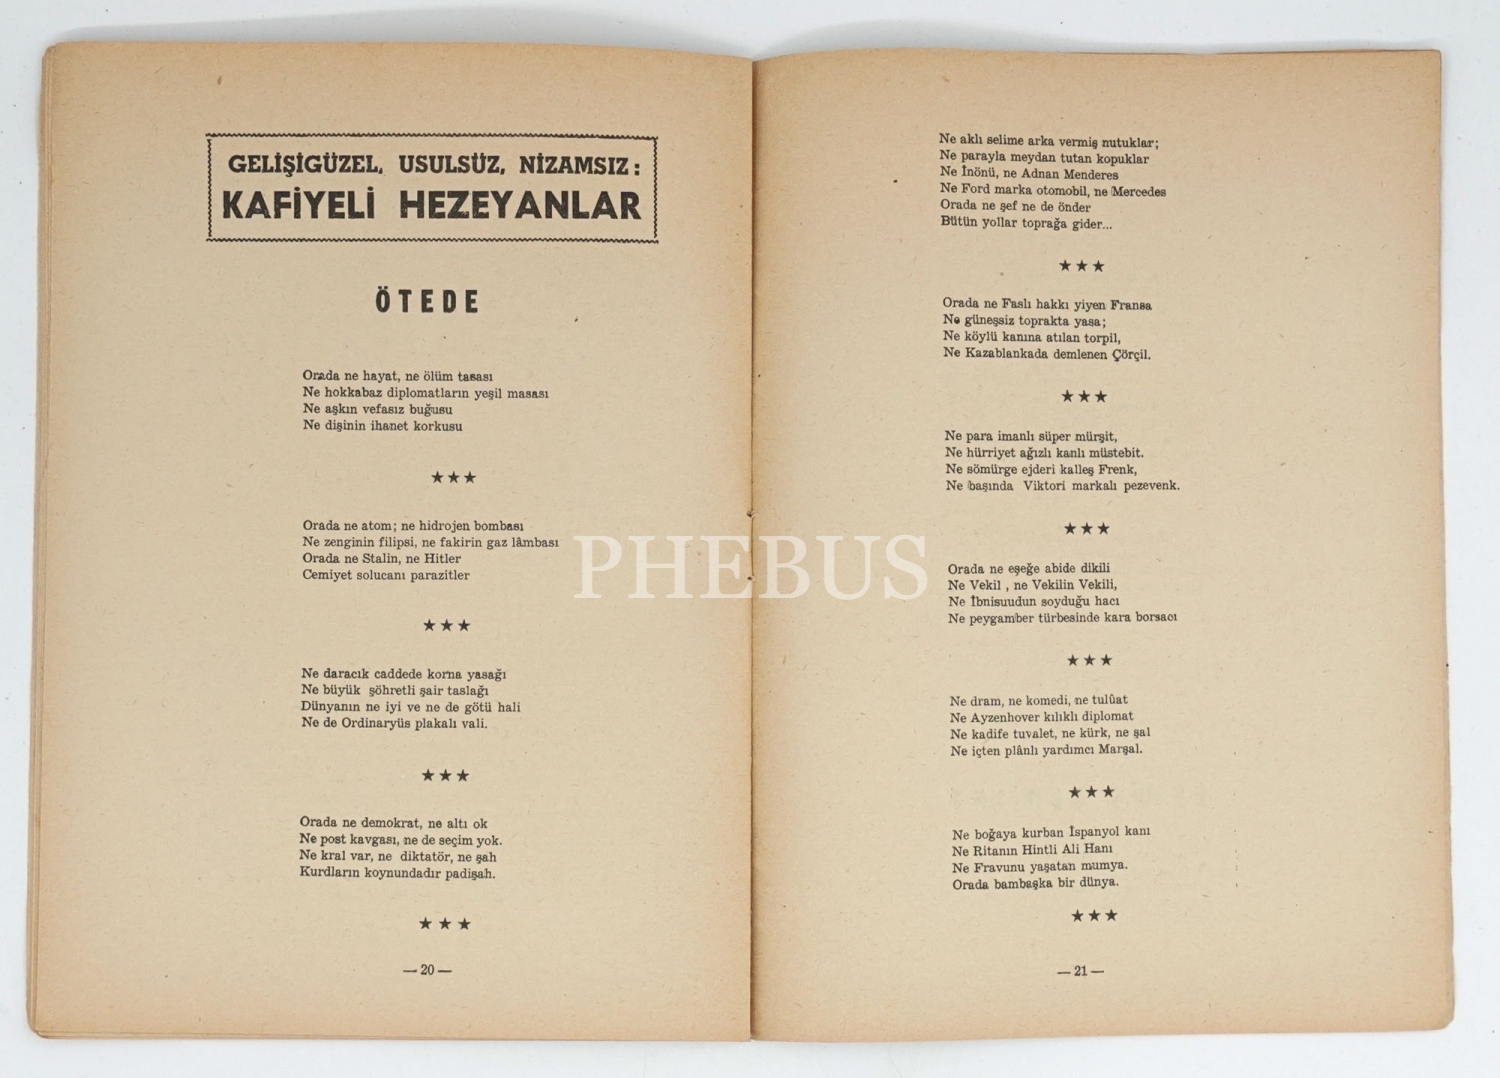 GELİŞİGÜZEL, USULSÜZ, NİZAMSIZ:
KAFİYELİ HEZEYANLAR
ÖTEDE
Orada ne hayat, ne ölüm tasası
Ne hokkabaz diplomatların yeşil masası
Ne aşkın vefasız buğusu
Ne dişinin ihanet korkusu
★★★
Orada ne atom; ne hidrojen bombası
Ne zenginin filipsi, ne fakirin gaz lâmbası
Orada ne Stalin, ne Hitler
Cemiyet solucanı parazitler
★★★
Ne daracık caddede korna yasağı
Ne büyük şöhretli şair taslağı
Dünyanın ne iyi ve ne de götü hali
Ne de Ordinaryüs plakalı vali.
★★★
Orada ne demokrat, ne altı ok
Ne post kavgası, ne de seçim yok.
Ne kral var, ne diktatör, ne şah
Kurdların koynundadır padişah.
★★★
— 20 —
Ne aklı selime arka vermiş nutuklar;
Ne parayla meydan tutan kopuklar
Ne İnönü, ne Adnan Menderes
Ne Ford marka otomobil, ne Mercedes
Orada ne şef ne de önder
Bütün yollar toprağa gider...
★★★
Orada ne Faslı hakkı yiyen Fransa
Ne güneşsiz toprakta yasa;
Ne köylü kanına atılan torpil,
Ne Kazablankada demlenen Çörçil.
★★★
Ne para imanlı süper mürşit,
Ne hürriyet ağızlı kanlı müstebit.
Ne sömürge ejderi kalleş Frenk,
Ne başında Viktori markalı pezevenk.
★★★
Orada ne eşeğe abide dikili
Ne Vekil , ne Vekilin Vekili,
Ne İbnisuudun soyduğu hacı
Ne peygamber türbesinde kara borsacı
★★★
Ne dram, ne komedi, ne tulûat
Ne Ayzenhover kılıklı diplomat
Ne kadife tuvalet, ne kürk, ne şal
Ne içten plânlı yardımcı Marşal.
★★★
Ne boğaya kurban İspanyol kanı
Ne Ritanın Hintli Ali Hanı
Ne Fravunu yaşatan mumya.
Orada bambaşka bir dünya.
★★★
— 21 —
PHEBUS